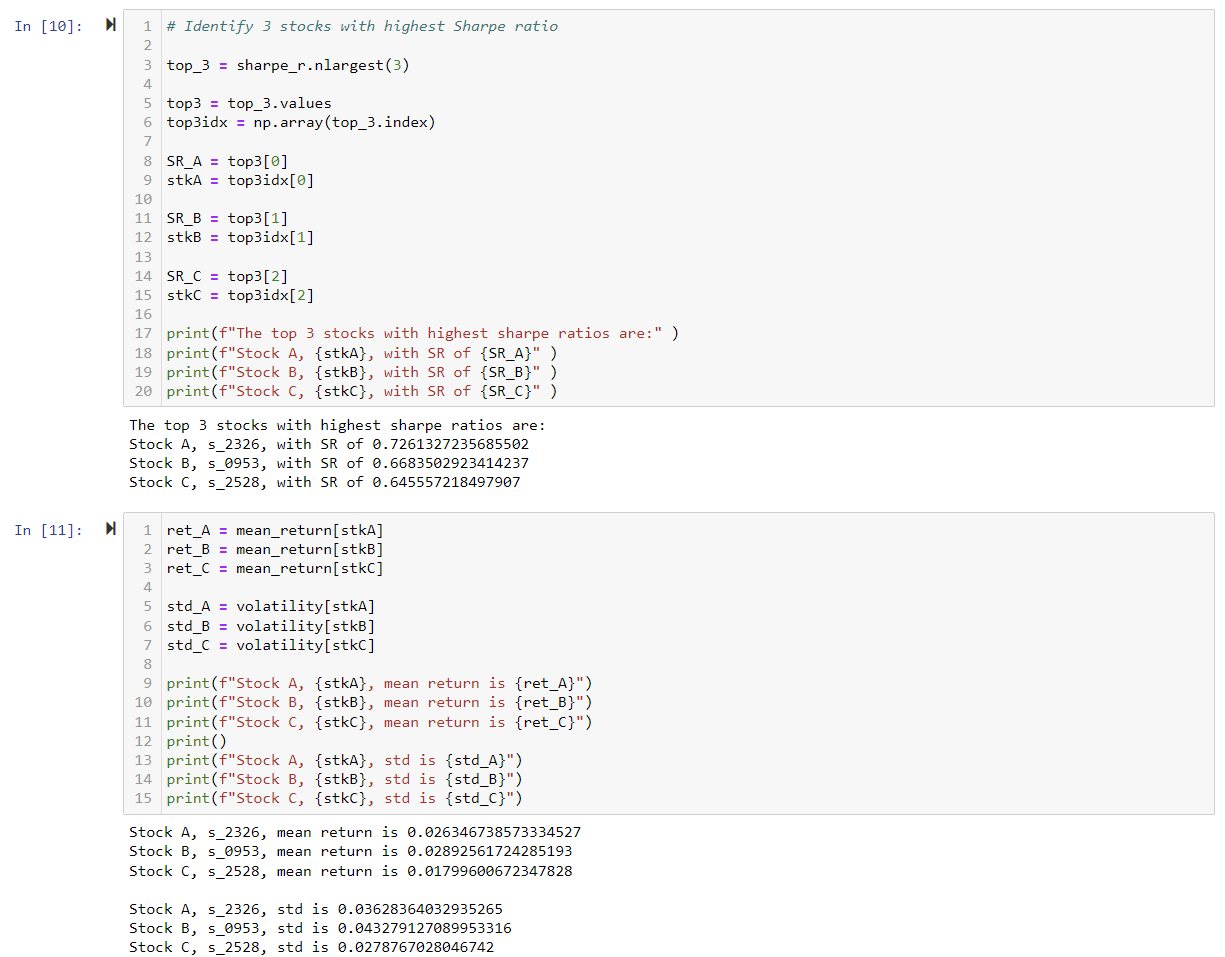 In [10]:
1 # Identify 3 stocks with highest Sharpe ratio
2
3 top_3 = sharpe_r.nlargest(3)
4
5 top3 = top_3.values
6 top3idx = np.array(top_3.index)
7
8 SR_A = top3[0]
9 stkA = top3idx[0]
10
11 SR_B = top3[1]
12 stkB = top3idx[1]
13
14 SR_C = top3[2]
15 stkC = top3idx[2]
16
17 print(f"The top 3 stocks with highest sharpe ratios are:" )
18 print(f"Stock A, {stkA}, with SR of {SR_A}" )
19 print(f"Stock B, {stkB}, with SR of {SR_B}" )
20 print(f"Stock C, {stkC}, with SR of {SR_C}" )
The top 3 stocks with highest sharpe ratios are:
Stock A, s_2326, with SR of 0.7261327235685502
Stock B, s_0953, with SR of 0.6683502923414237
Stock C, s_2528, with SR of 0.645557218497907
In [11]:
1 ret_A = mean_return[stkA]
2 ret_B = mean_return[stkB]
3 ret_C = mean_return[stkC]
4
5 std_A = volatility[stkA]
6 std_B = volatility[stkB]
7 std_C = volatility[stkC]
8
9 print(f"Stock A, {stkA}, mean return is {ret_A}")
10 print(f"Stock B, {stkB}, mean return is {ret_B}")
11 print(f"Stock C, {stkC}, mean return is {ret_C}")
12 print()
13 print(f"Stock A, {stkA}, std is {std_A}")
14 print(f"Stock B, {stkB}, std is {std_B}")
15 print(f"Stock C, {stkC}, std is {std_C}")
Stock A, s_2326, mean return is 0.026346738573334527
Stock B, s_0953, mean return is 0.02892561724285193
Stock C, s_2528, mean return is 0.01799600672347828
Stock A, s_2326, std is 0.03628364032935265
Stock B, s_0953, std is 0.043279127089953316
Stock C, s_2528, std is 0.0278767028046742